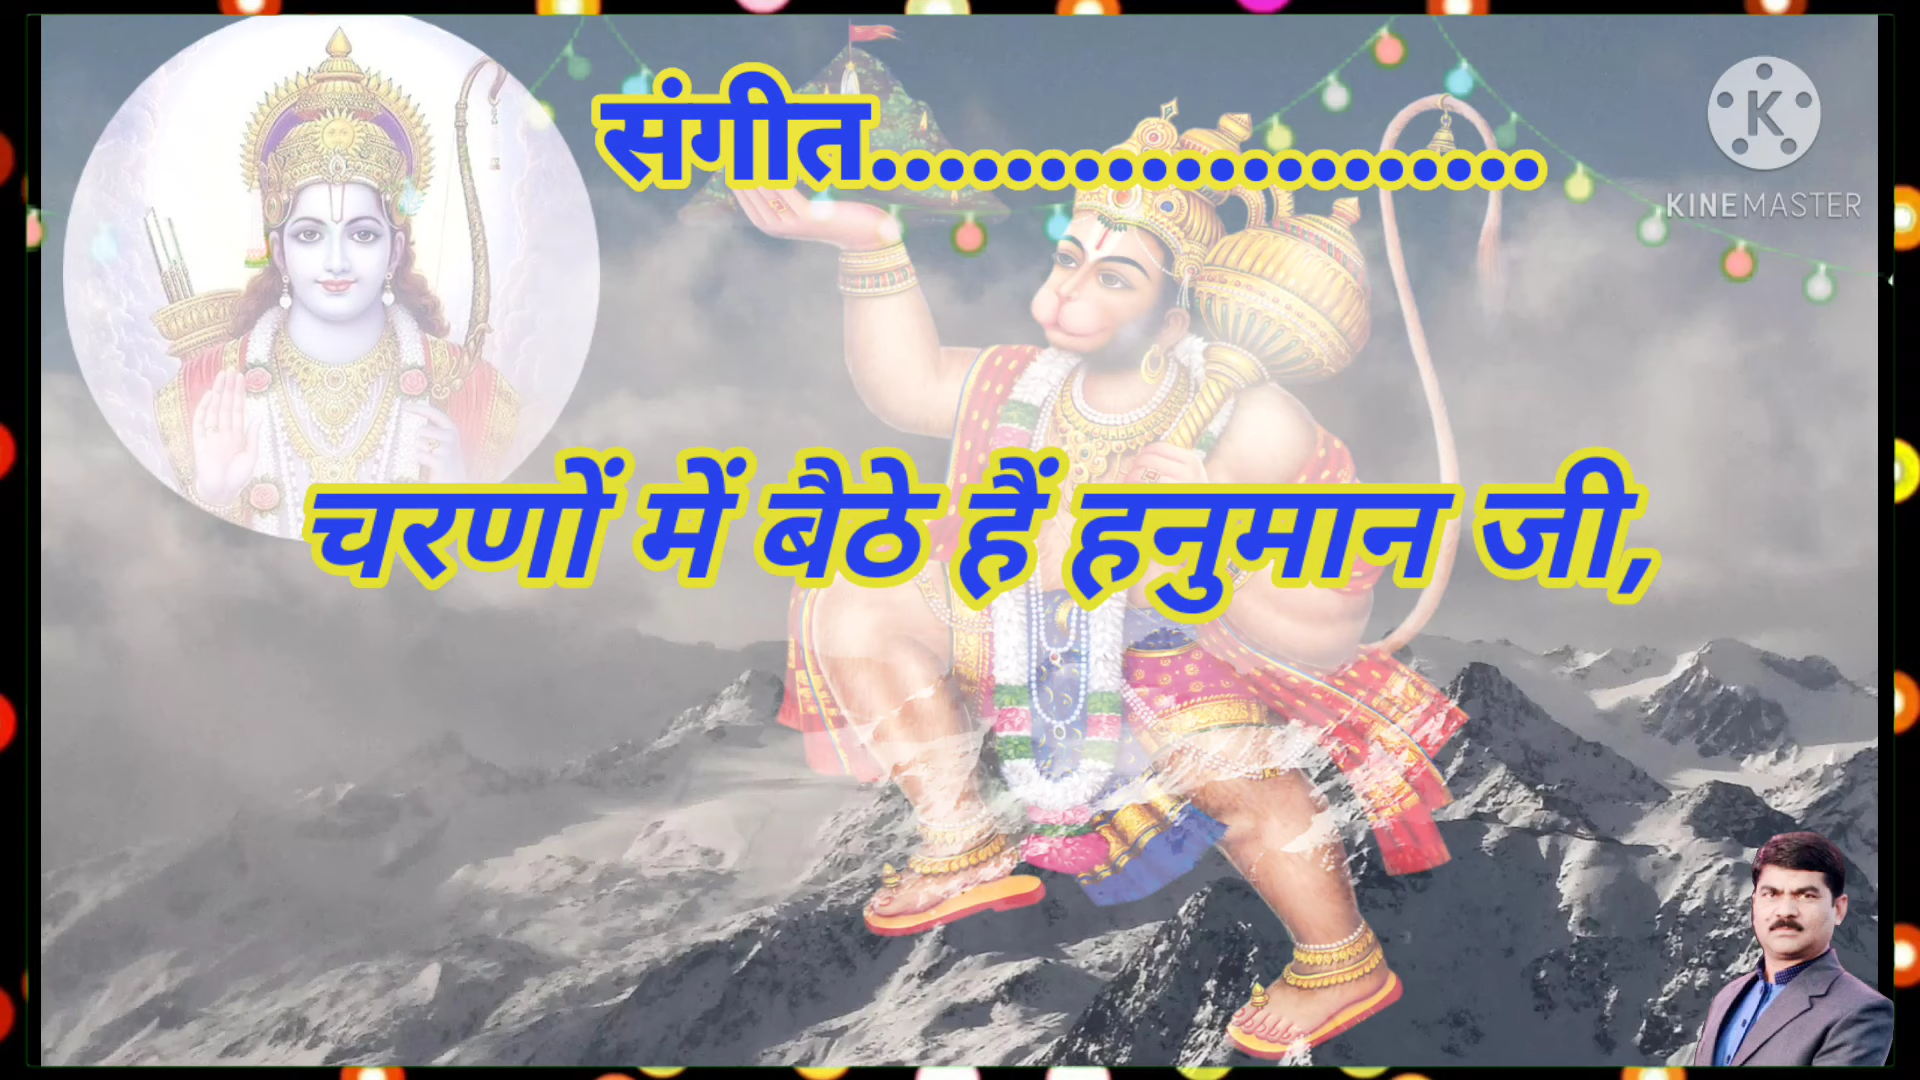 संगीत....................
K
KINEMASTER
चरणों में बैठे हैं हनुमान जी,